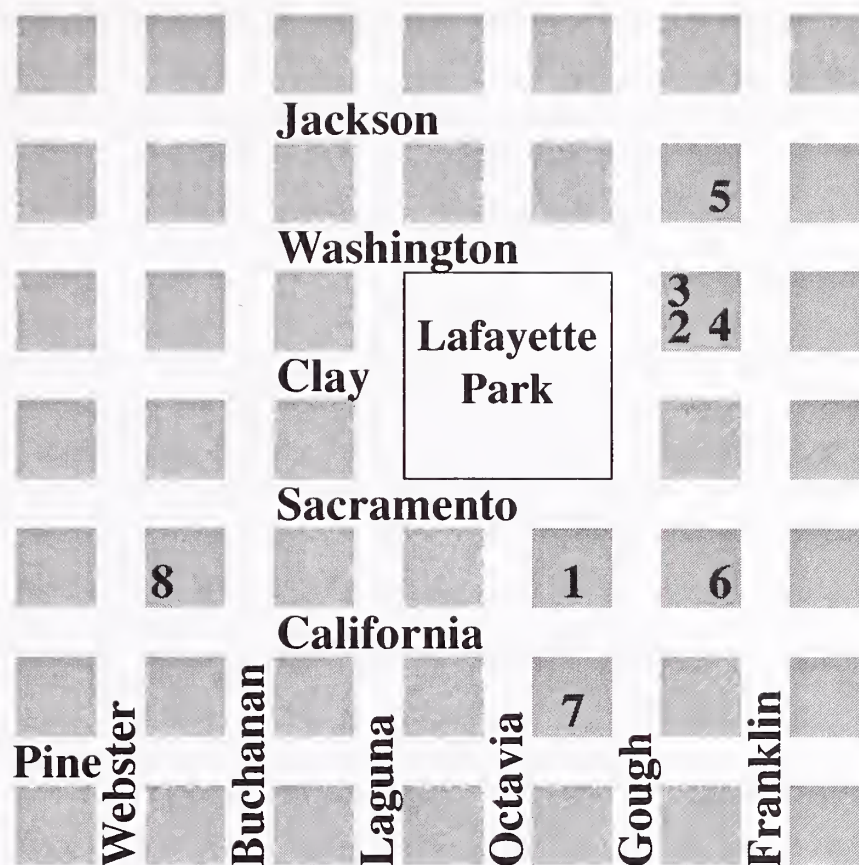 Jackson
5
Washington
3
2 4
Lafayette
Park
Clay
Sacramento
8
1
6
California
7
Pine
Webster
Buchanan
Laguna
Octavia
Gough
Franklin